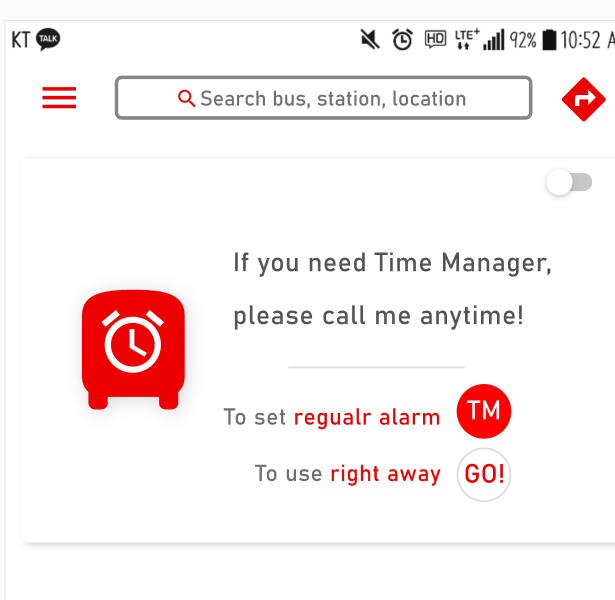 KT TALK HD LTE+ 92% 10:52 A
Search bus, station, location
If you need Time Manager,
please call me anytime!
To set regualr alarm TM
To use right away GO!